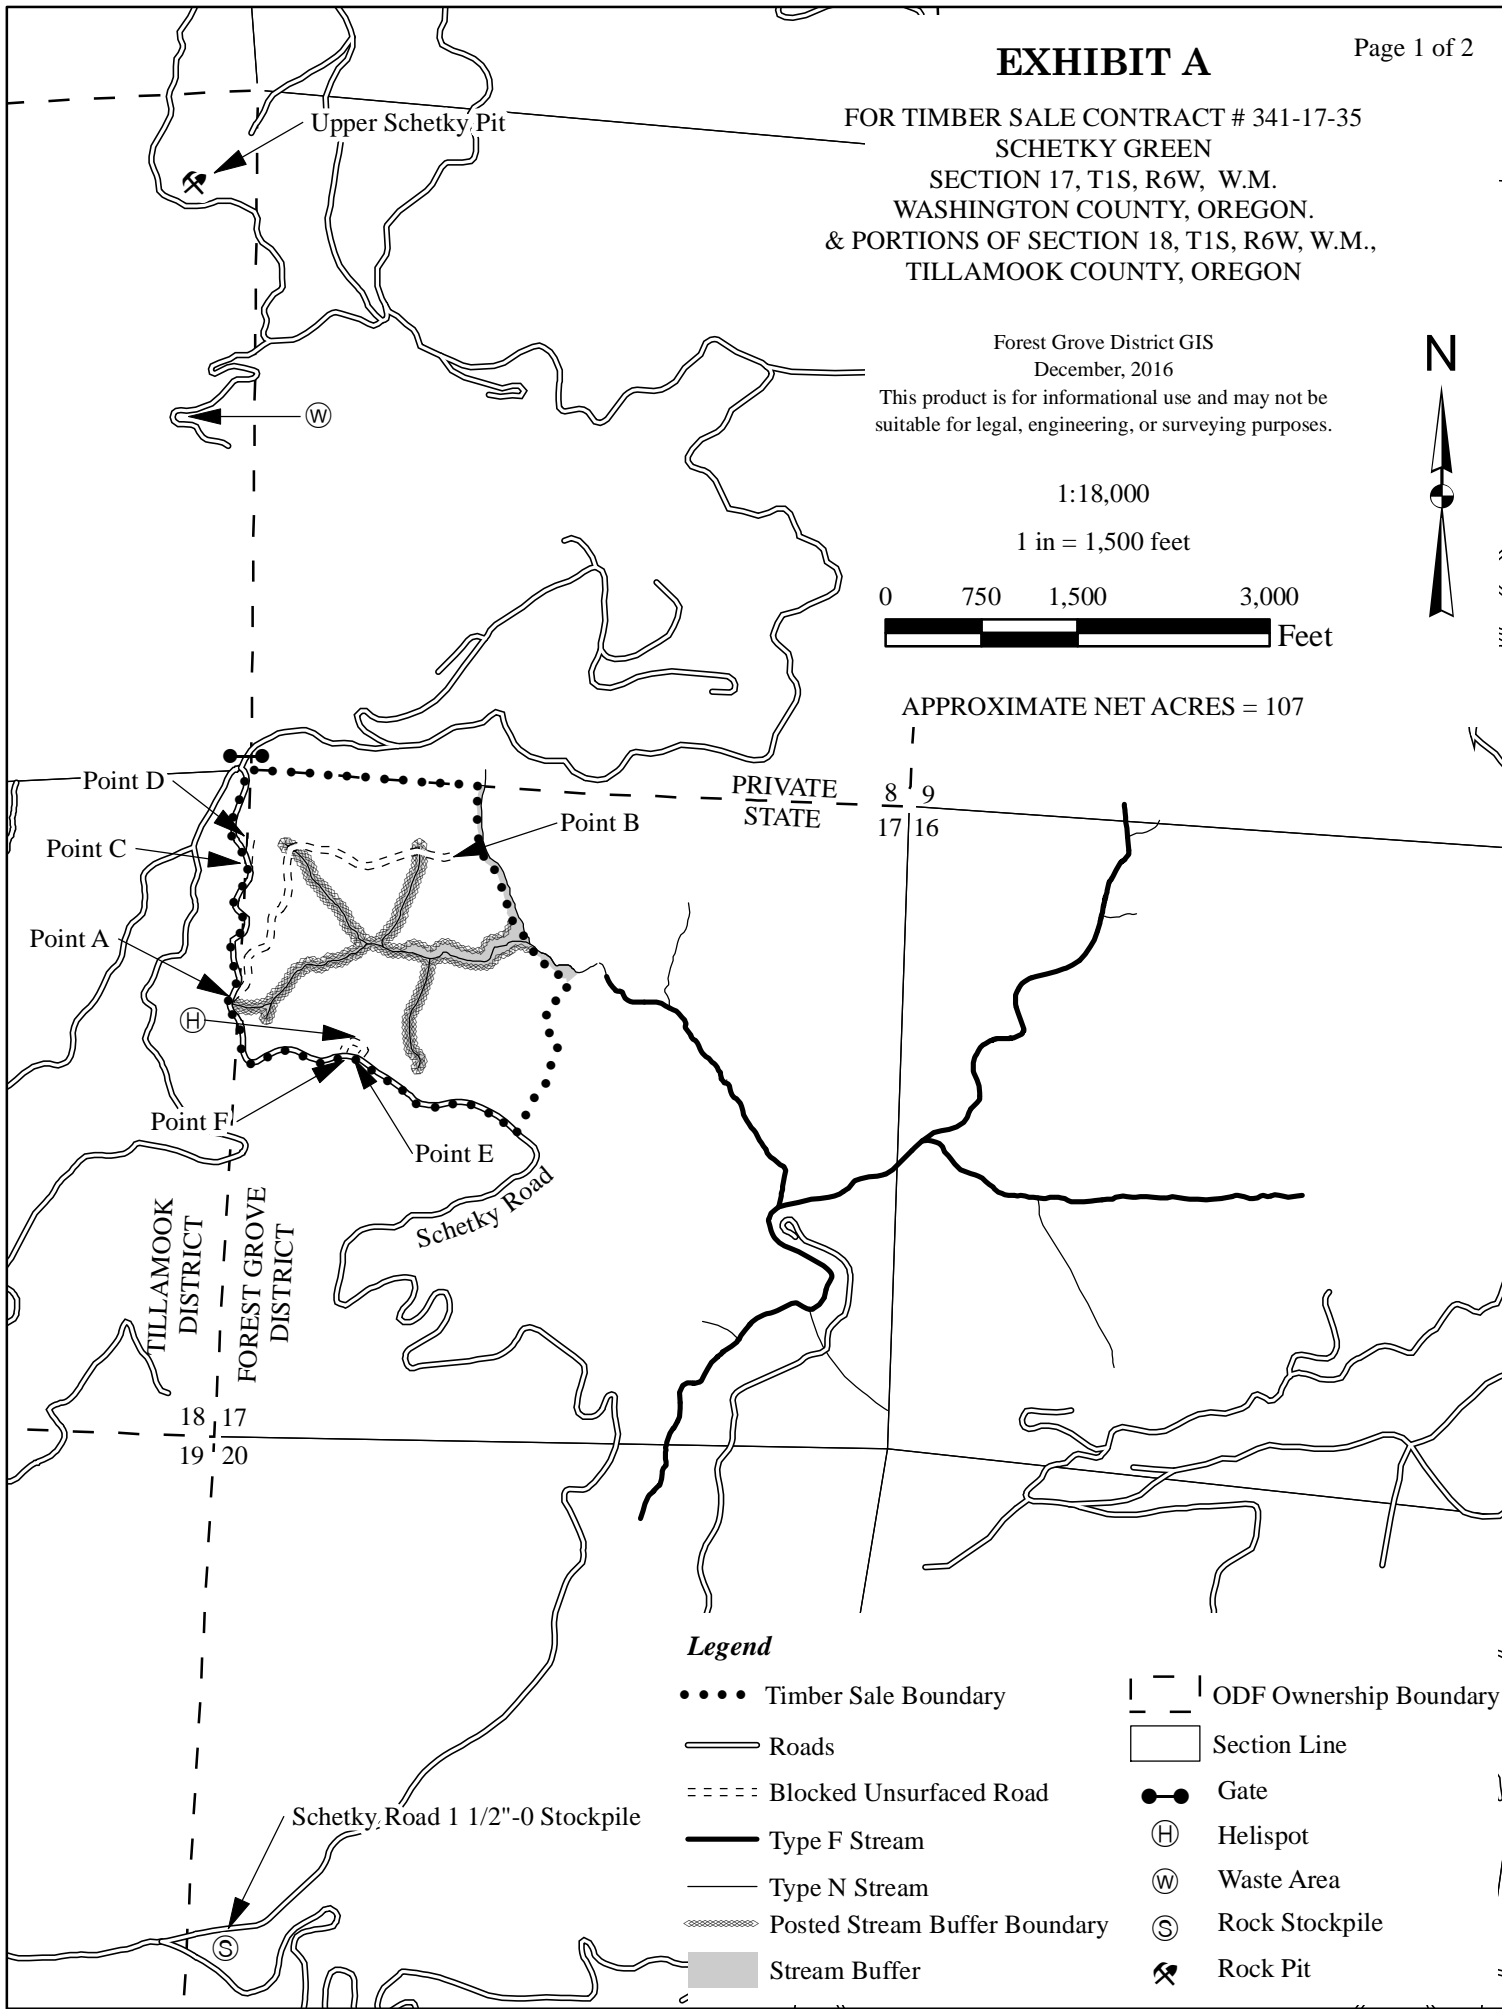 EXHIBIT A
Page 1 of 2
FOR TIMBER SALE CONTRACT # 341-17-35
SCHETKY GREEN
SECTION 17, T1S, R6W, W.M.
WASHINGTON COUNTY, OREGON.
& PORTIONS OF SECTION 18, T1S, R6W, W.M.,
TILLAMOOK COUNTY, OREGON
Forest Grove District GIS
December, 2016
This product is for informational use and may not be
suitable for legal, engineering, or surveying purposes.
N
1:18,000
1 in = 1,500 feet
0 750 1,500 3,000
Feet
APPROXIMATE NET ACRES = 107
Upper Schetky Pit
W
Point D
PRIVATE
STATE
8 9
17 16
Point B
Point C
Point A
H
Point F
Point E
Schetky Road
TILLAMOOK
DISTRICT
FOREST GROVE
DISTRICT
18 17
19 20
Schetky Road 1 1/2"-0 Stockpile
S
Legend
Timber Sale Boundary
Roads
Blocked Unsurfaced Road
Type F Stream
Type N Stream
Posted Stream Buffer Boundary
Stream Buffer
ODF Ownership Boundary
Section Line
Gate
H Helispot
W Waste Area
S Rock Stockpile
Rock Pit